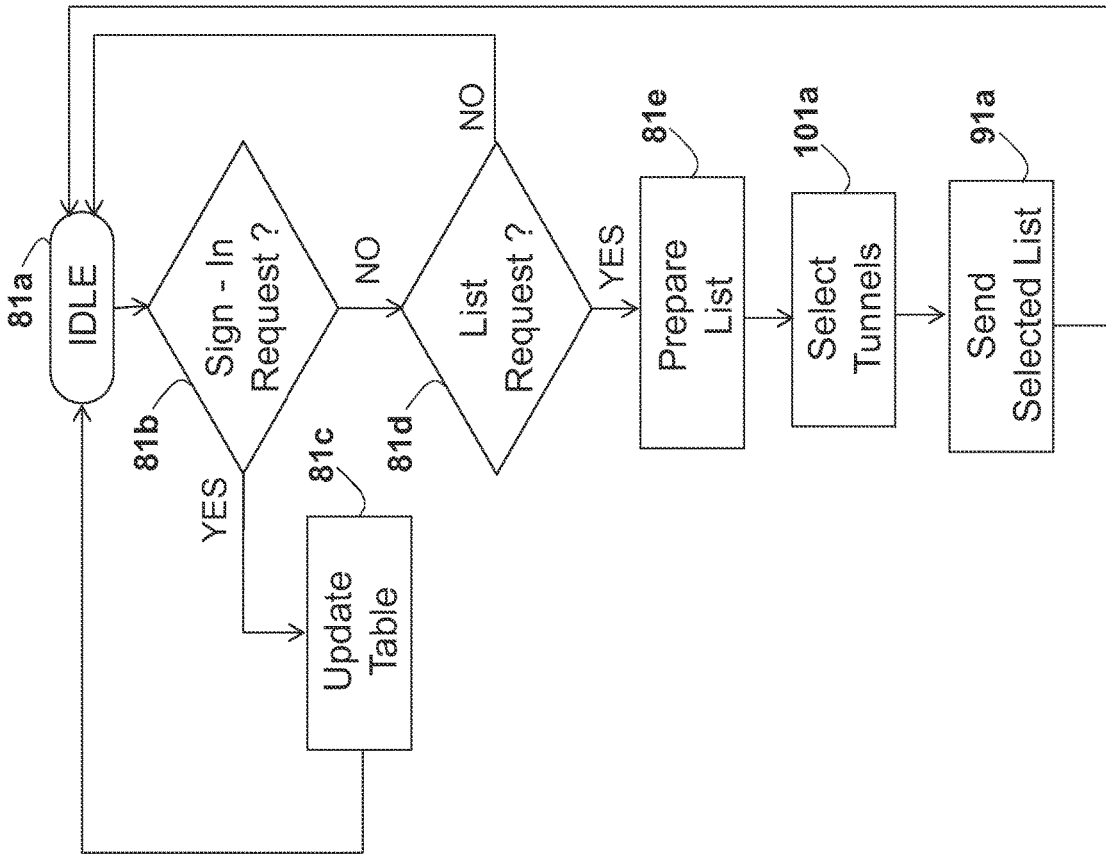 81a
IDLE
81b
Sign - In
Request ?
YES
NO
81c
Update
Table
81d
List
Request ?
NO
YES
81e
Prepare
List
101a
Select
Tunnels
91a
Send
Selected List